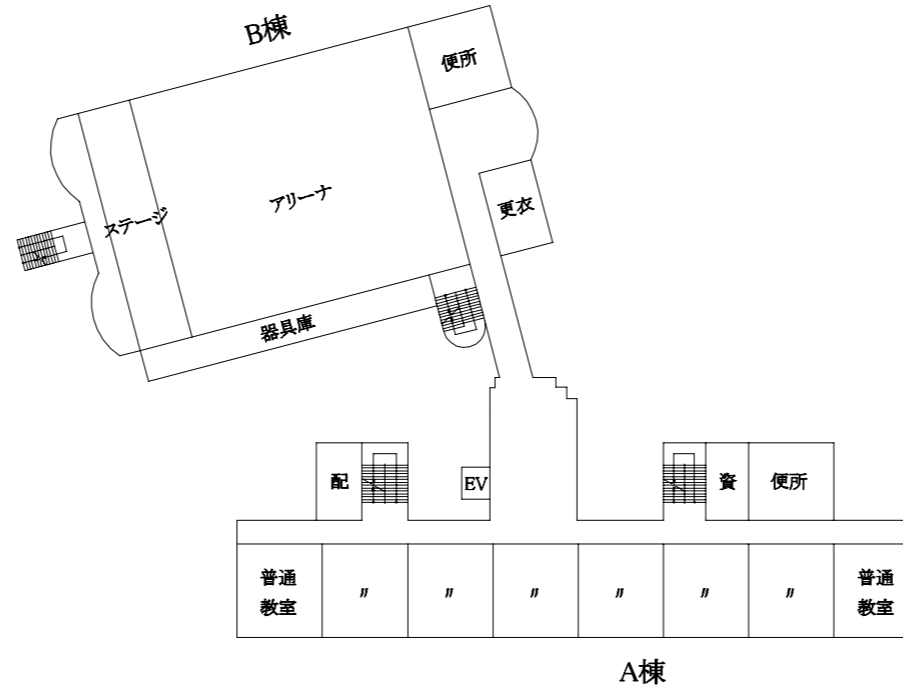 B棟
便所
アリーナ
更衣
ステージ
器具庫
配
EV
資
便所
普通
教室
〃
〃
〃
〃
〃
〃
普通
教室
A棟